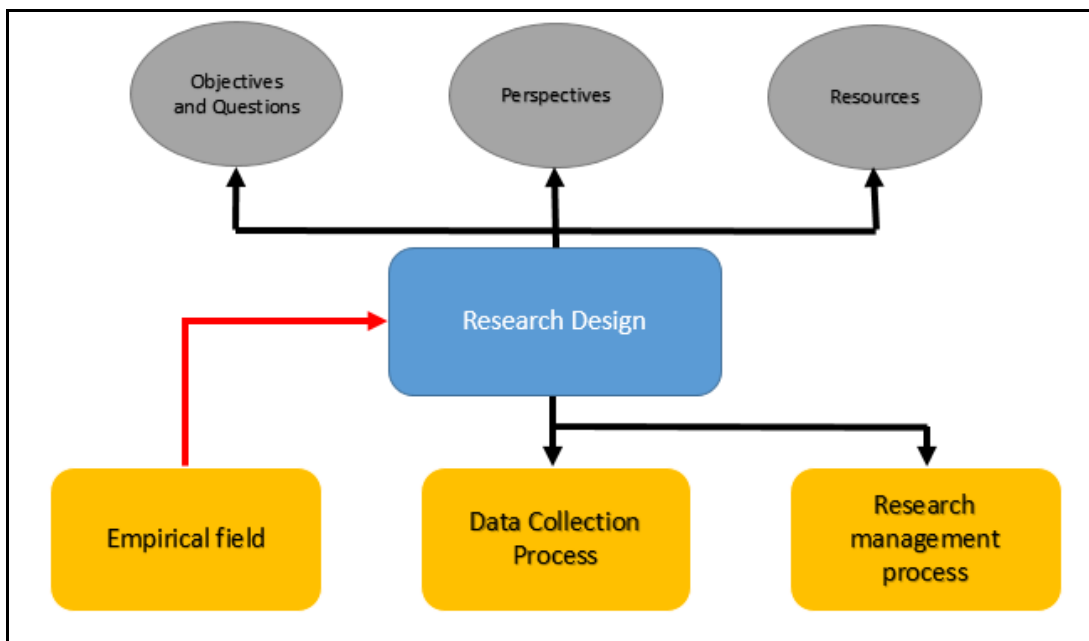 Objectives
and Questions
Perspectives
Resources
Research Design
Empirical field
Data Collection
Process
Research
management
process